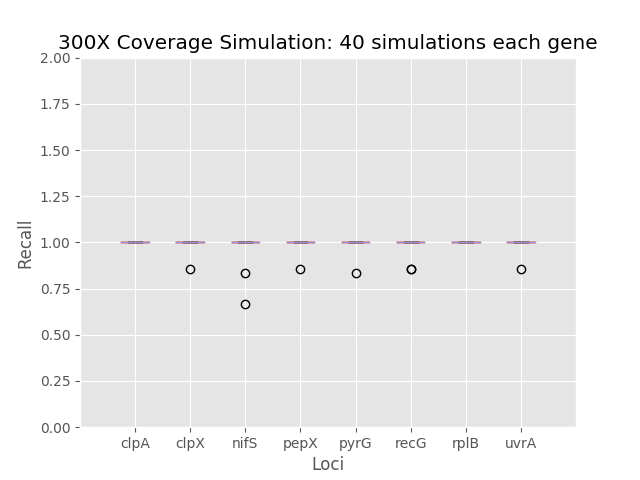 300X Coverage Simulation: 40 simulations each gene
2.00
1.75
1.50
1.25
1.00
0.75
0.50
0.25
0.00
Recall
clpA clpX nifS pepX pyrG recG rplB uvrA
Loci